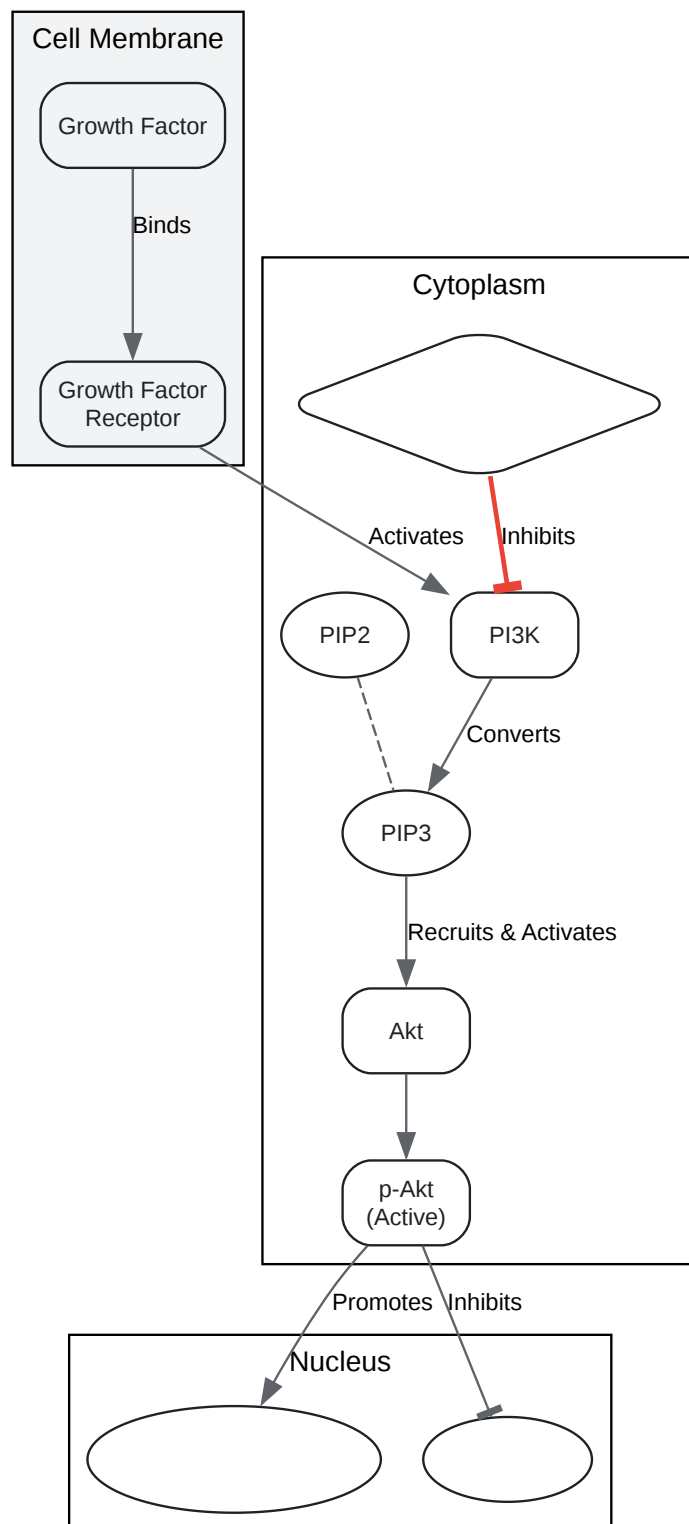 Cell Membrane
Growth Factor
Binds
Growth Factor
Receptor
Cytoplasm
Activates
Inhibits
PIP2
PI3K
Converts
PIP3
Recruits & Activates
Akt
p-Akt
(Active)
Promotes
Inhibits
Nucleus